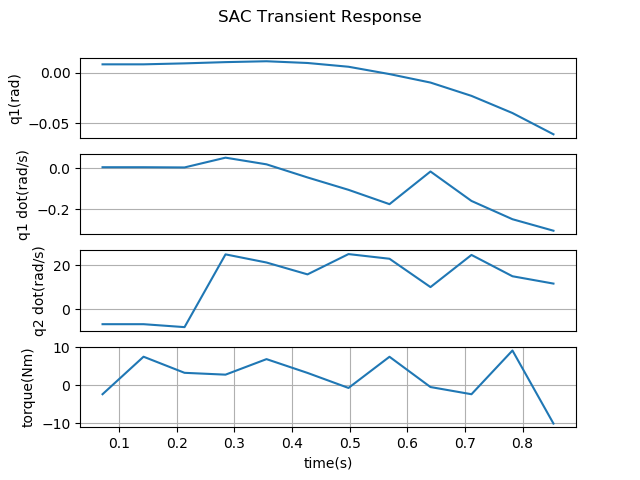 SAC Transient Response
q1(rad)
0.00
−0.05
q1 dot(rad/s)
0.0
−0.2
q2 dot(rad/s)
20
0
torque(Nm)
10
0
−10
0.1 0.2 0.3 0.4 0.5 0.6 0.7 0.8
time(s)